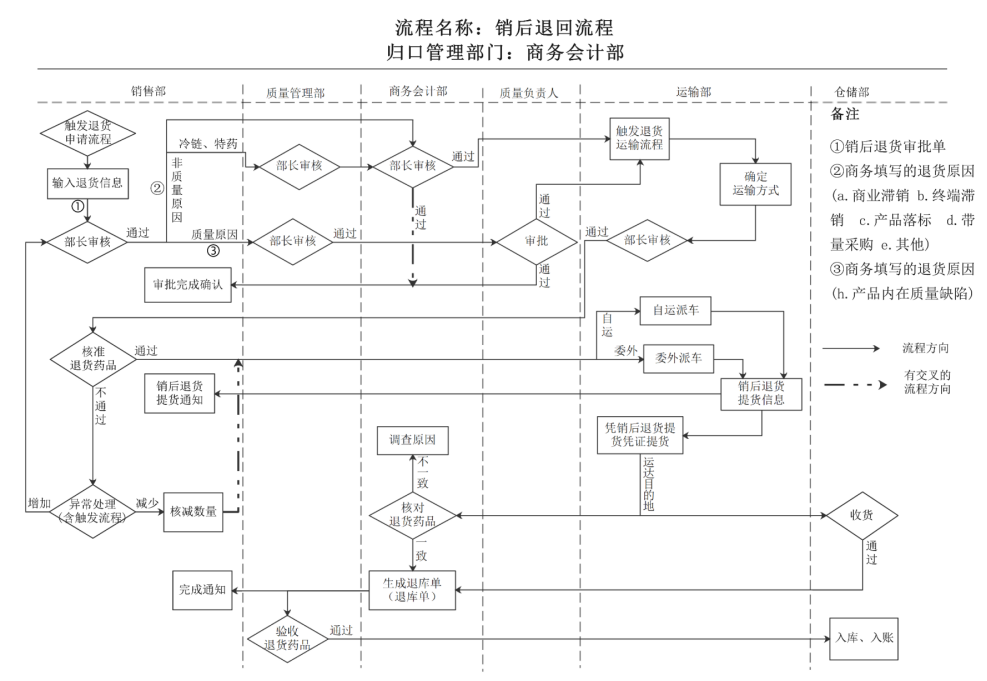 流程名称：销后退回流程
归口管理部门：商务会计部
销售部
质量管理部
商务会计部
质量负责人
运输部
仓储部
触发退货
申请流程
输入退货信息
①
部长审核
通过
②
非质量原因
冷链、特药
质量原因
③
部长审核
部长审核
部长审核
通过
通过
通过
审批
通过
触发退货
运输流程
确定
运输方式
部长审核
通过
审批完成确认
备注
①销后退货审批单
②商务填写的退货原因
(a.商业滞销 b.终端滞
销 c.产品落标 d.带
量采购 e.其他)
③商务填写的退货原因
(h.产品内在质量缺陷)
流程方向
有交叉的
流程方向
核准
退货药品
通过
不通过
自运
自运派车
委外
委外派车
销后退货
提货通知
销后退货
提货信息
凭销后退货提
货凭证提货
运达目的地
调查原因
不一致
核对
退货药品
一致
增加
异常处理
(含触发流程)
减少
核减数量
收货
通过
完成通知
生成退库单
（退库单）
验收
退货药品
通过
入库、入账